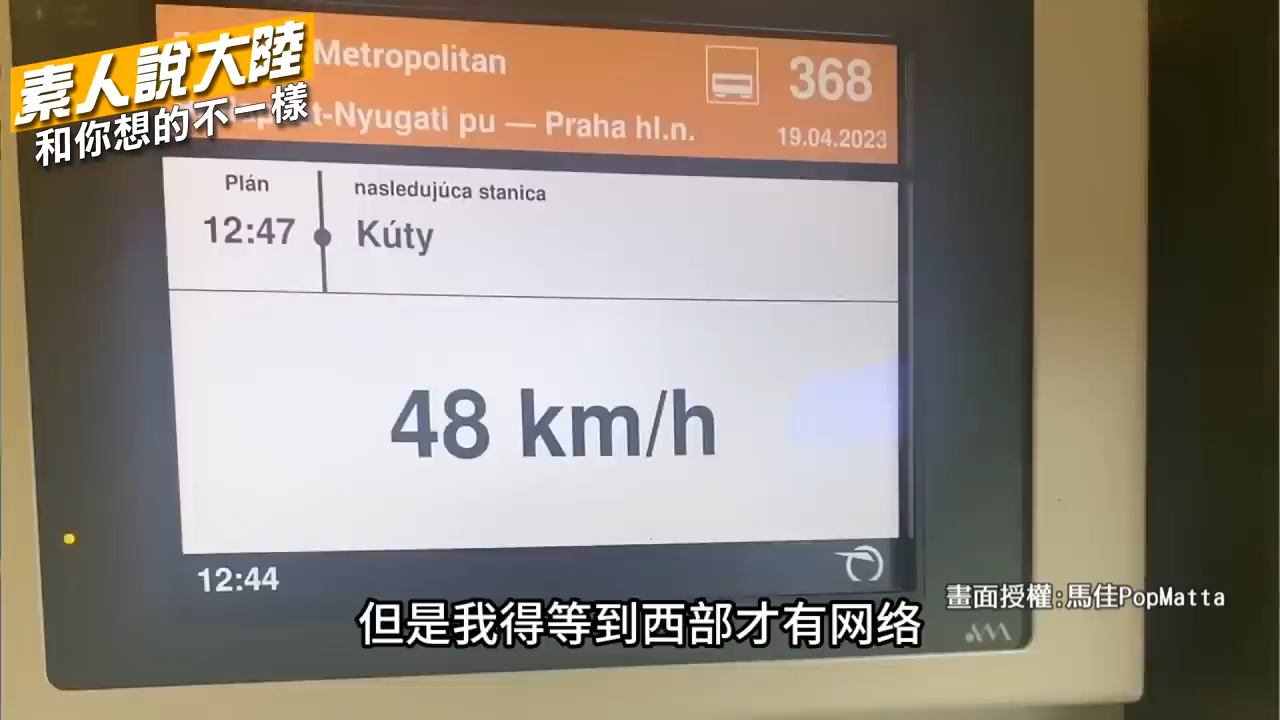 素人說大陸
和你想的不一樣
Metropolitan
368
t-Nyugati pu — Praha hl.n.
19.04.2023
Plán
nasledujúca stanica
12:47
Kúty
48 km/h
12:44
畫面授權:馬佳PopMatta
但是我得等到西部才有网络